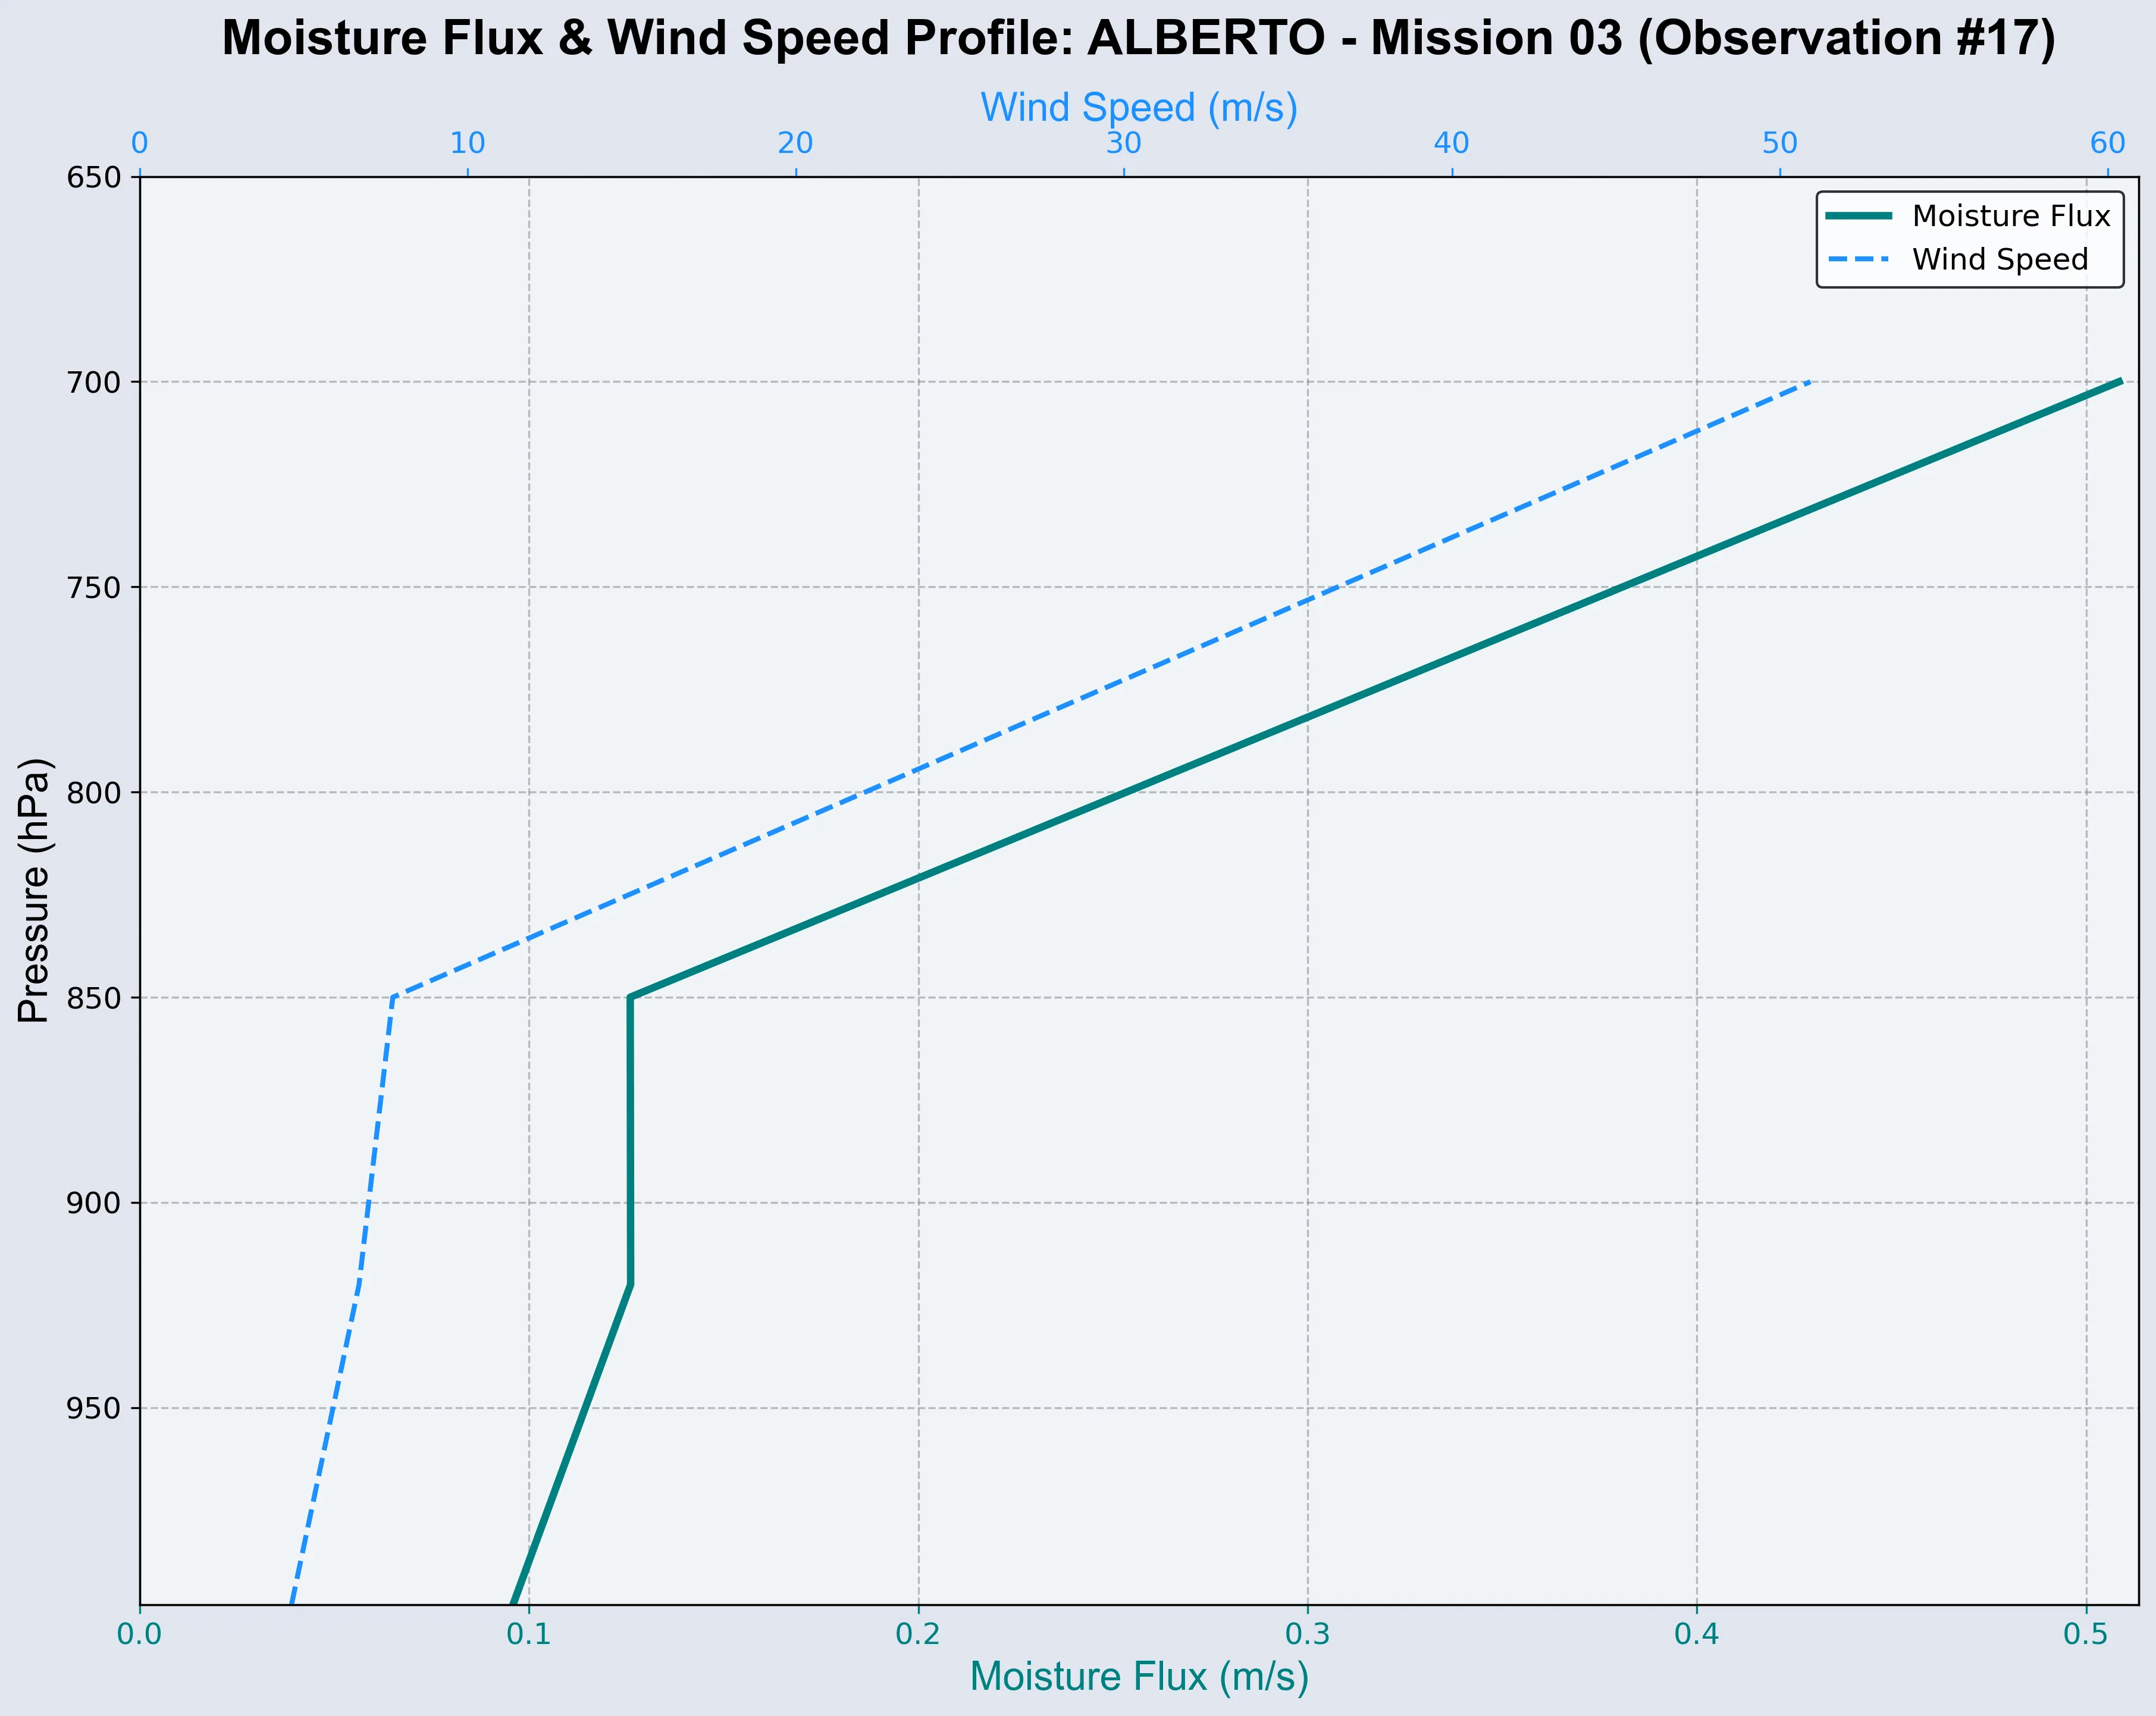 Moisture Flux & Wind Speed Profile: ALBERTO - Mission 03 (Observation #17)
Wind Speed (m/s)
0 10 20 30 40 50 60
Moisture Flux
Wind Speed
Pressure (hPa)
650
700
750
800
850
900
950
0.0 0.1 0.2 0.3 0.4 0.5
Moisture Flux (m/s)